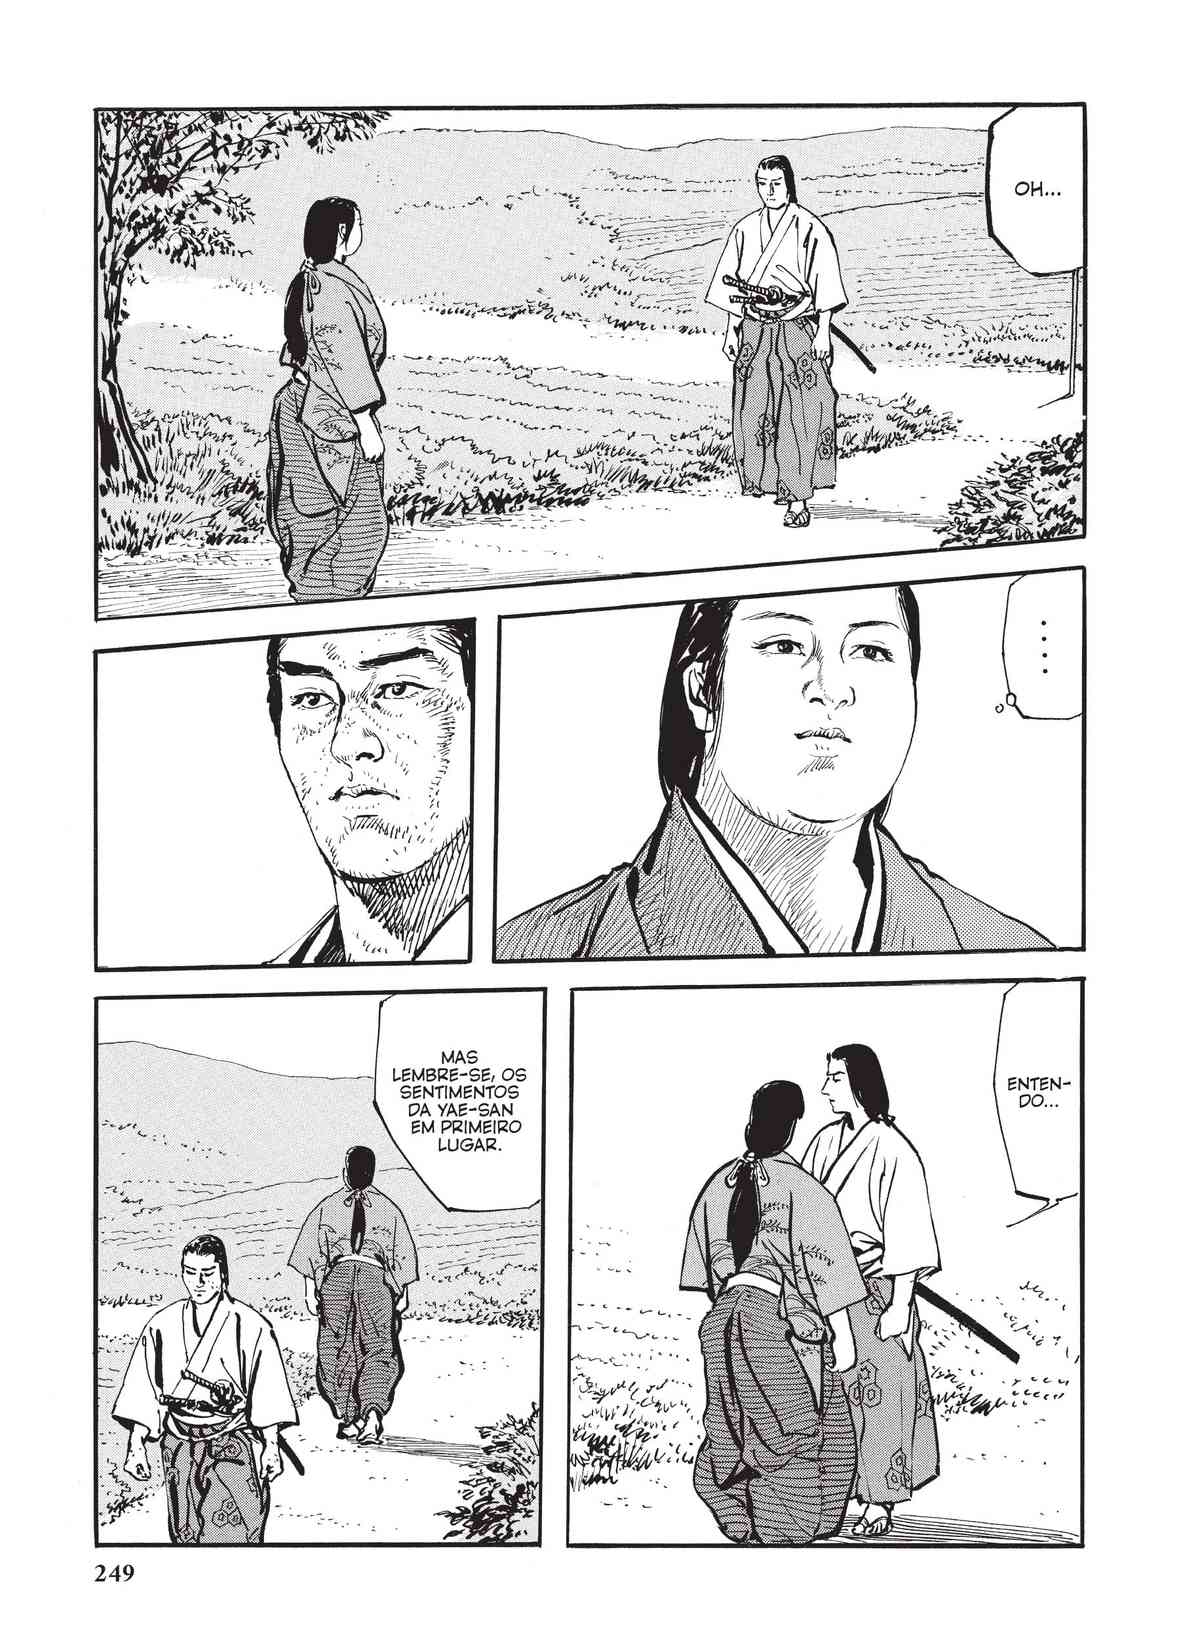 OH...
....
ENTEN-
DO...
MAS
LEMBRE-SE, OS
SENTIMENTOS
DA YAE-SAN
EM PRIMEIRO
LUGAR.
249